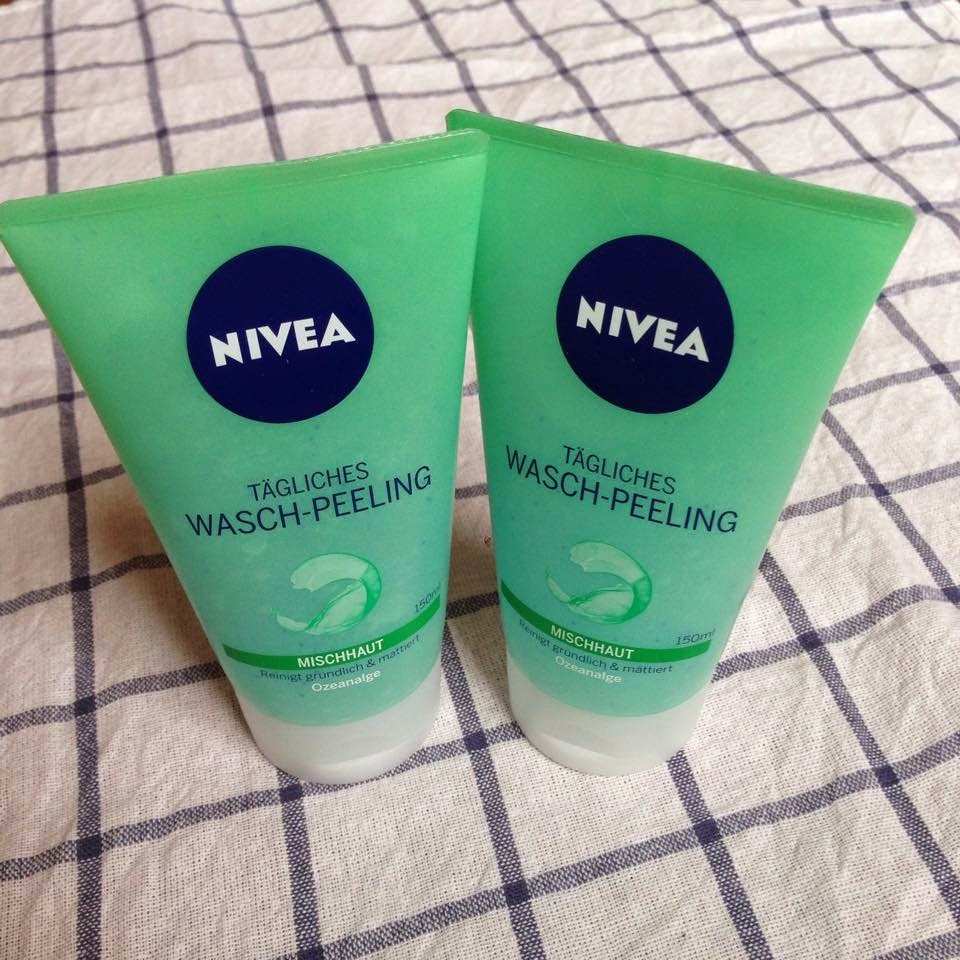 NIVEA
TÄGLICHES
WASCH-PEELING
150ml
MISCHHAUT
Reinigt gründlich & mattiert
Ozeanalge
NIVEA
TÄGLICHES
WASCH-PEELING
150ml
MISCHHAUT
Reinigt gründlich & mattiert
Ozeanalge